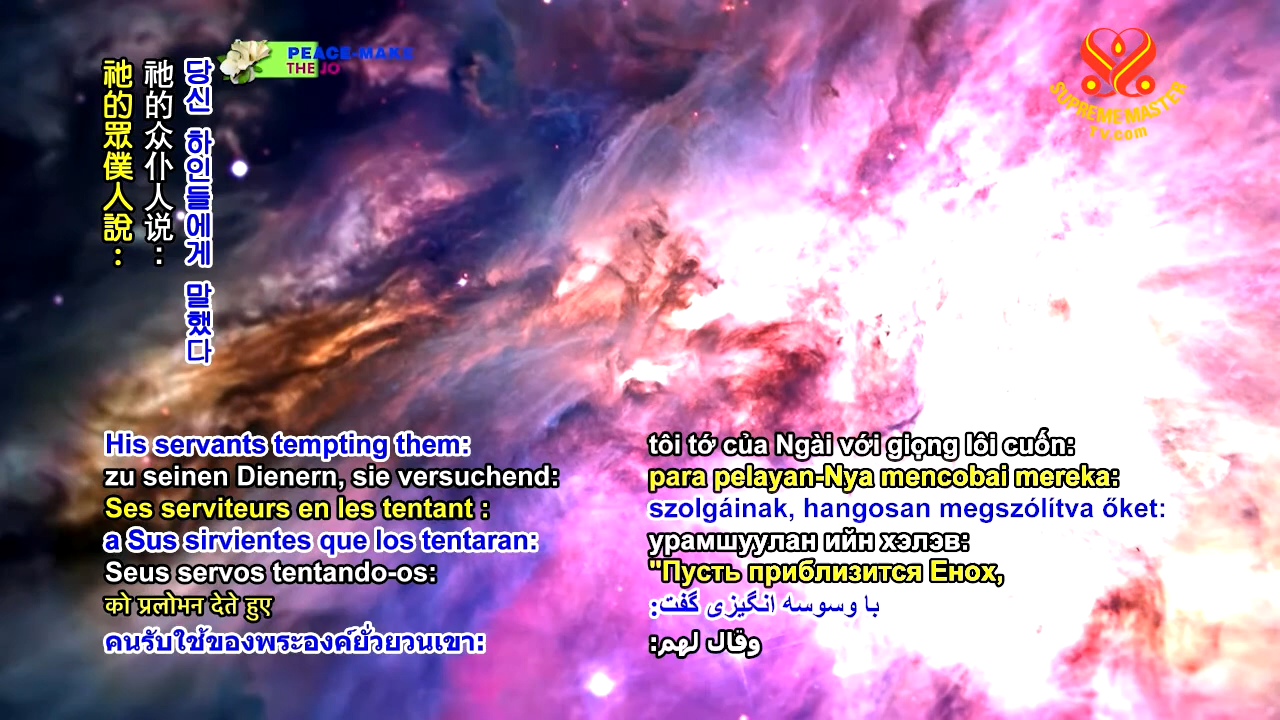 PEACE-MAKE
THE JO
SUPREME MASTER
TV.com
당신 하인들에게 말했다
祂的众仆人说：
祂的眾僕人說：
His servants tempting them:
zu seinen Dienern, sie versuchend:
Ses serviteurs en les tentant :
a Sus sirvientes que los tentaran:
Seus servos tentando-os:
को प्रलोभन देते हुए
คนรับใช้ของพระองค์ยั่วยวนเขา:
tôi tớ của Ngài với giọng lôi cuốn:
para pelayan-Nya mencobai mereka:
szolgáinak, hangosan megszólítva őket:
урамшуулан ийн хэлэв:
"Пусть приблизится Енох,
با وسوسه انگیزی گفت:
وقال لهم: